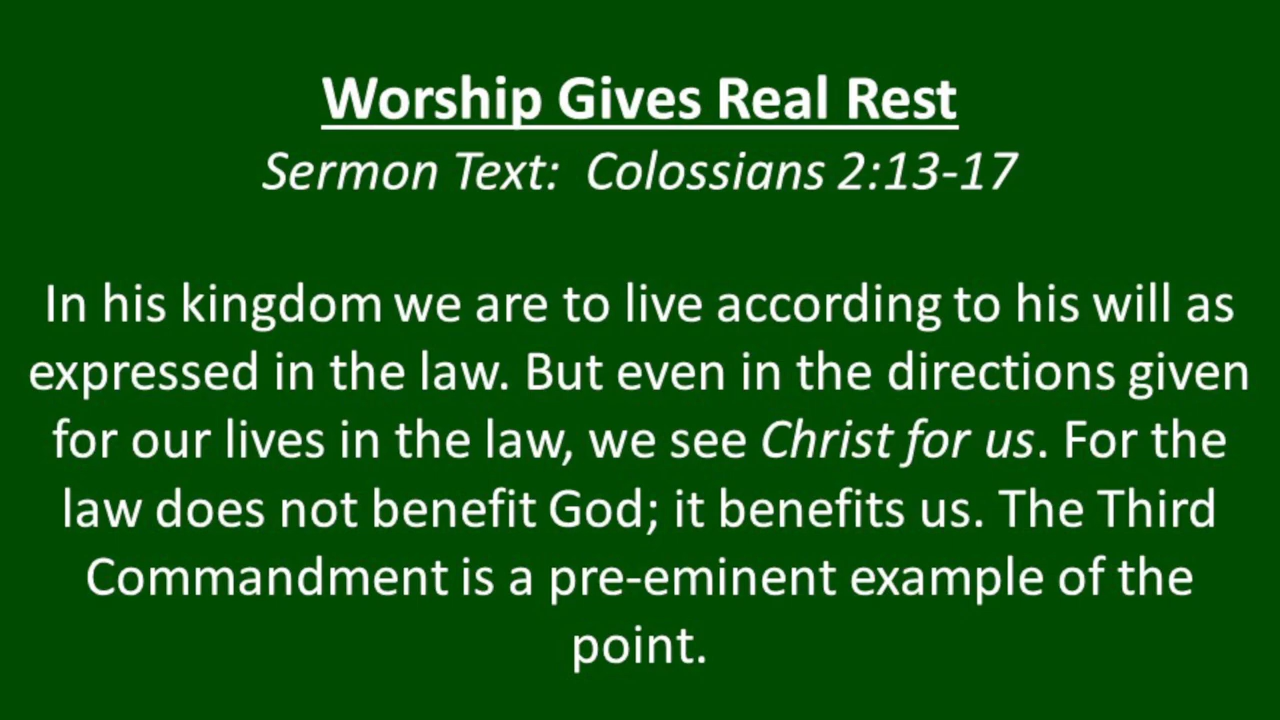 Worship Gives Real Rest
Sermon Text:  Colossians 2:13-17
In his kingdom we are to live according to his will as
expressed in the law. But even in the directions given
for our lives in the law, we see Christ for us. For the
law does not benefit God; it benefits us. The Third
Commandment is a pre-eminent example of the
point.